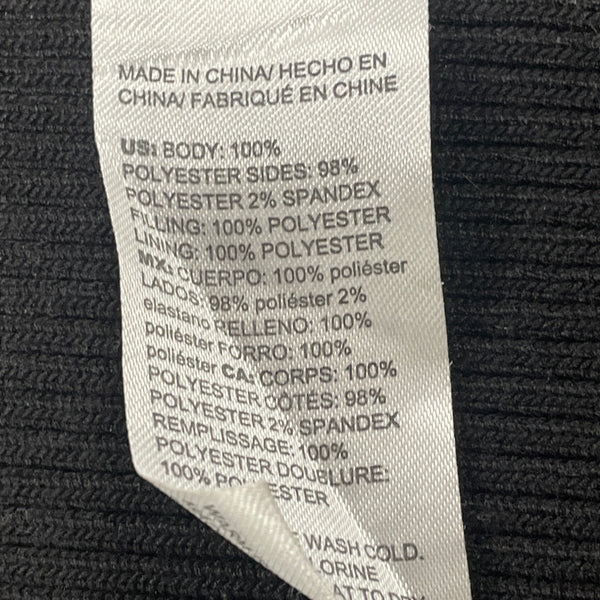 MADE IN CHINA/ HECHO EN
CHINA/ FABRIQUÉ EN CHINE
US: BODY: 100%
POLYESTER SIDES: 98%
POLYESTER 2% SPANDEX
FILLING: 100% POLYESTER
LINING: 100% POLYESTER
MX: CUERPO: 100% poliéster
LADOS: 98% poliéster 2%
elastano RELLENO: 100%
poliéster FORRO: 100%
poliéster CA: CORPS: 100%
POLYESTER CÔTÉS: 98%
POLYESTER 2% SPANDEX
REMPLISSAGE: 100%
POLYESTER DOUBLURE:
100%
WASH COLD.